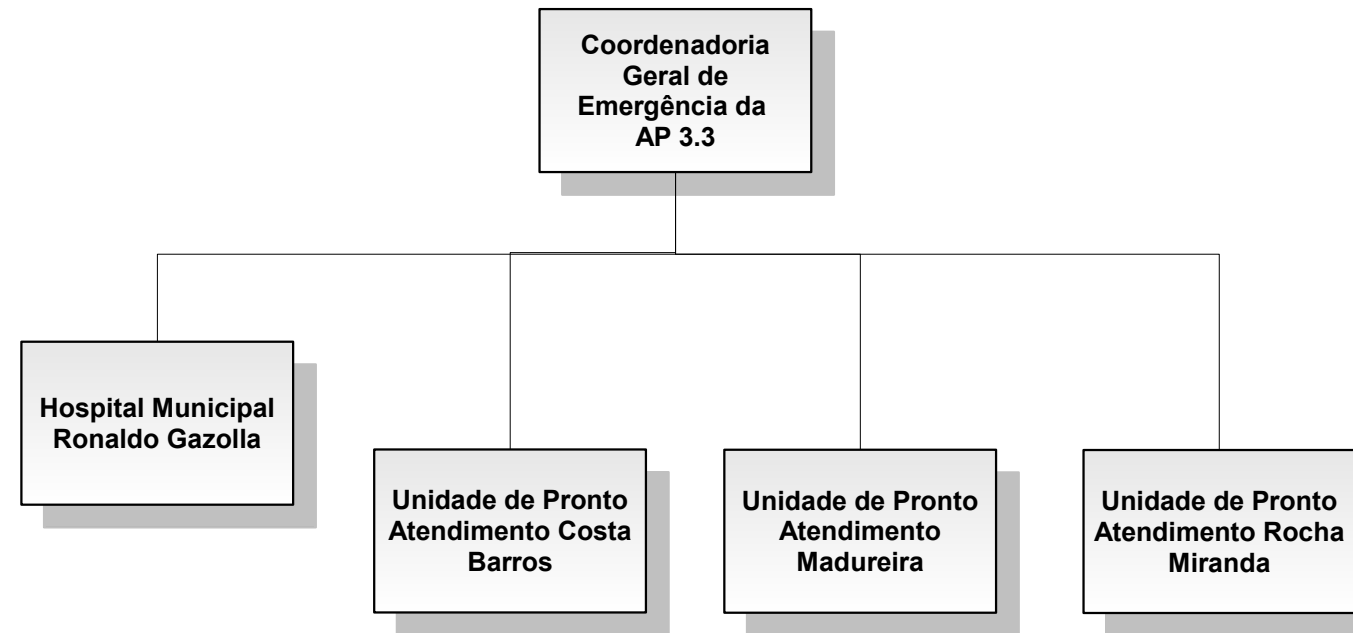 Coordenadoria
Geral de
Emergência da
AP 3.3
Hospital Municipal
Ronaldo Gazolla
Unidade de Pronto
Atendimento Costa
Barros
Unidade de Pronto
Atendimento
Madureira
Unidade de Pronto
Atendimento Rocha
Miranda